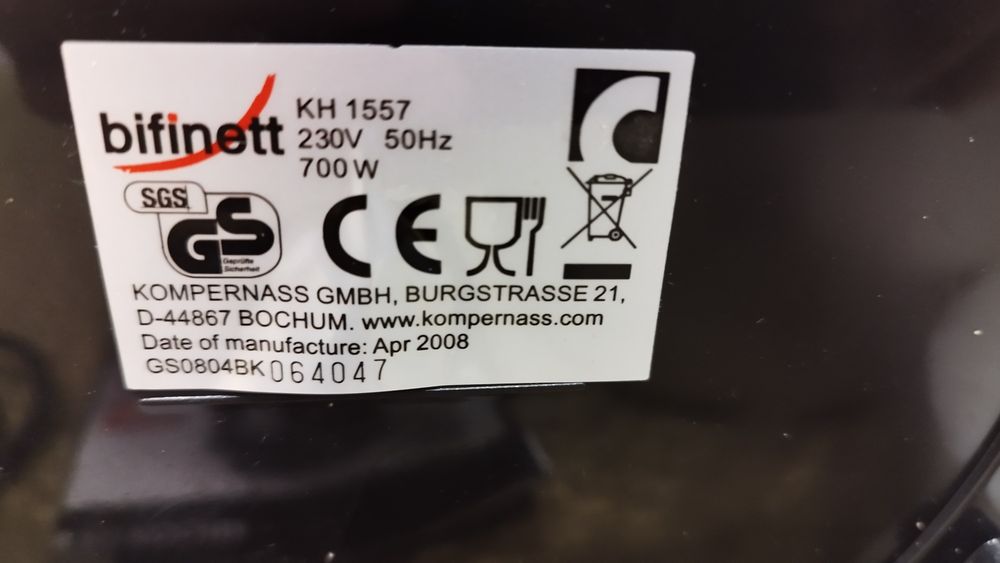 bifinett
KH 1557
230V 50Hz
700 W
SGS
GS
Geprüfte
Sicherheit
CE
KOMPERNASS GMBH, BURGSTRASSE 21,
D-44867 BOCHUM. www.kompernass.com
Date of manufacture: Apr 2008
GS0804BK064047